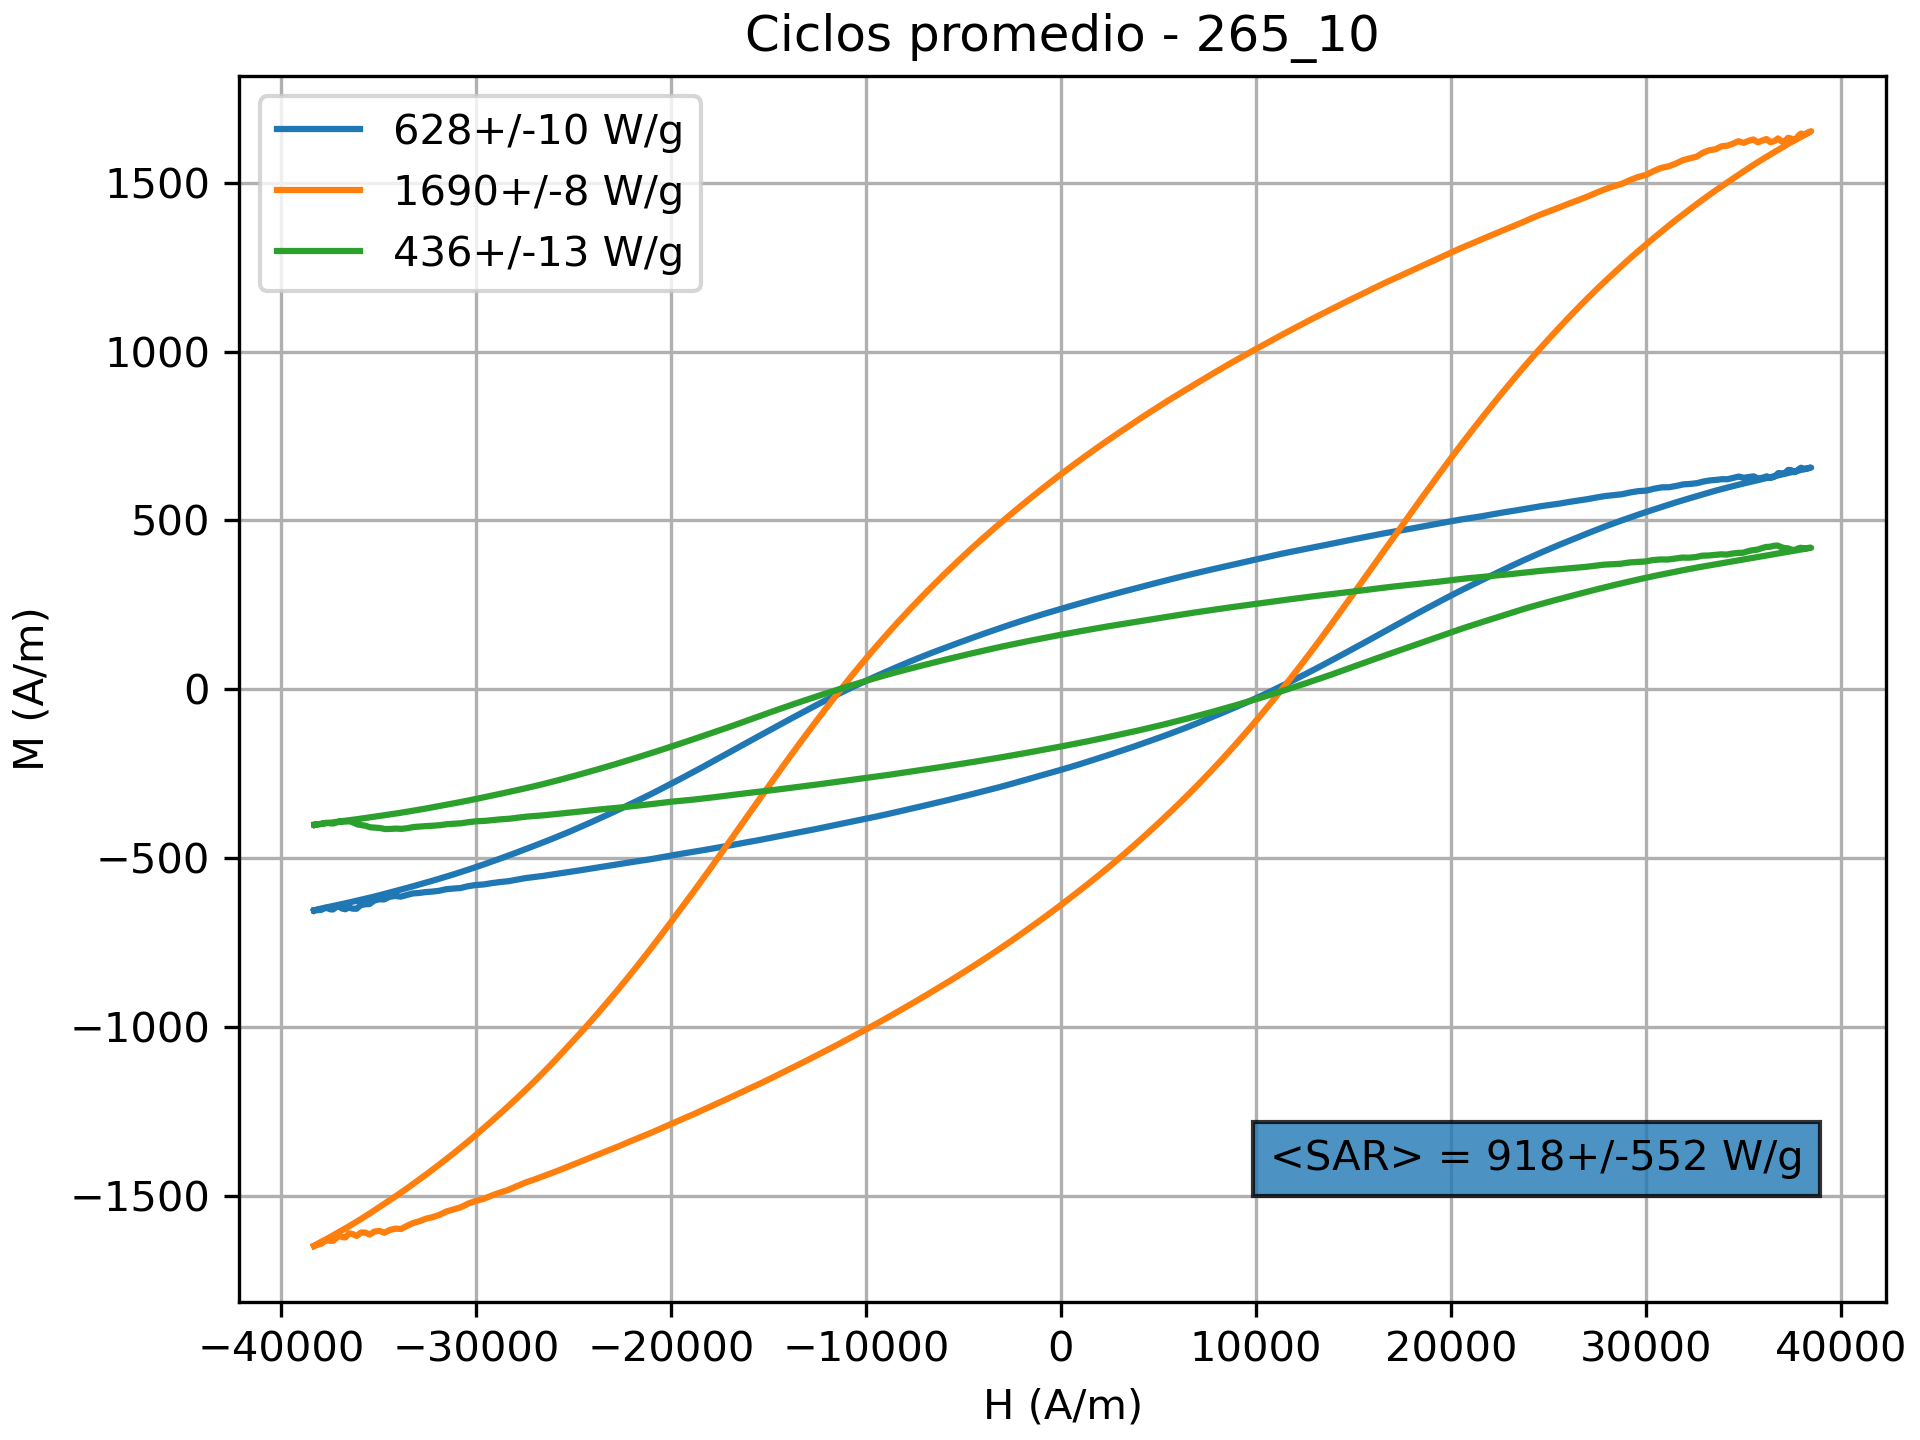 Ciclos promedio - 265_10
628+/-10 W/g
1690+/-8 W/g
436+/-13 W/g
1500
1000
500
0
−500
−1000
−1500
M (A/m)
<SAR> = 918+/-552 W/g
−40000 −30000 −20000 −10000 0 10000 20000 30000 40000
H (A/m)